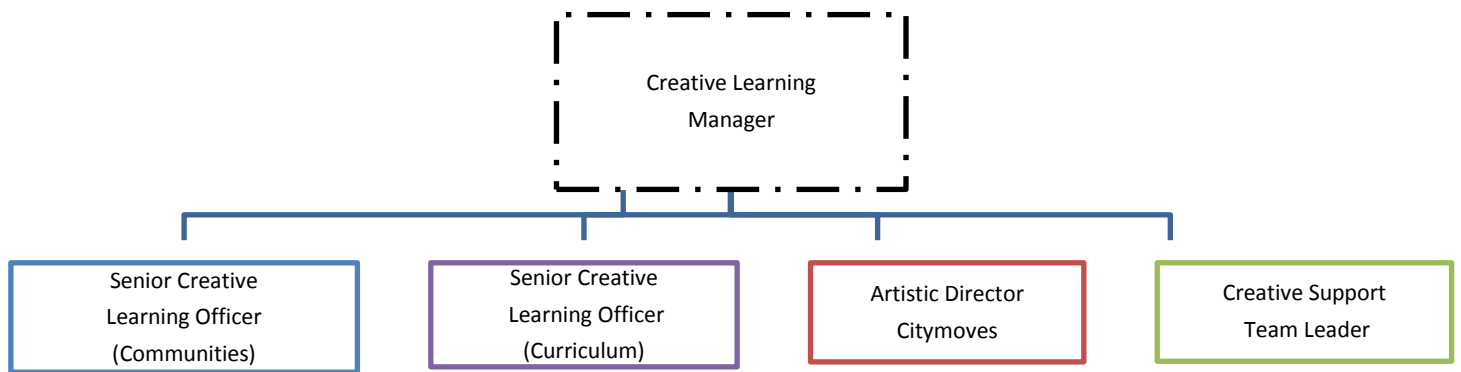 Creative Learning
Manager
Senior Creative
Learning Officer
(Communities)
Senior Creative
Learning Officer
(Curriculum)
Artistic Director
Citymoves
Creative Support
Team Leader